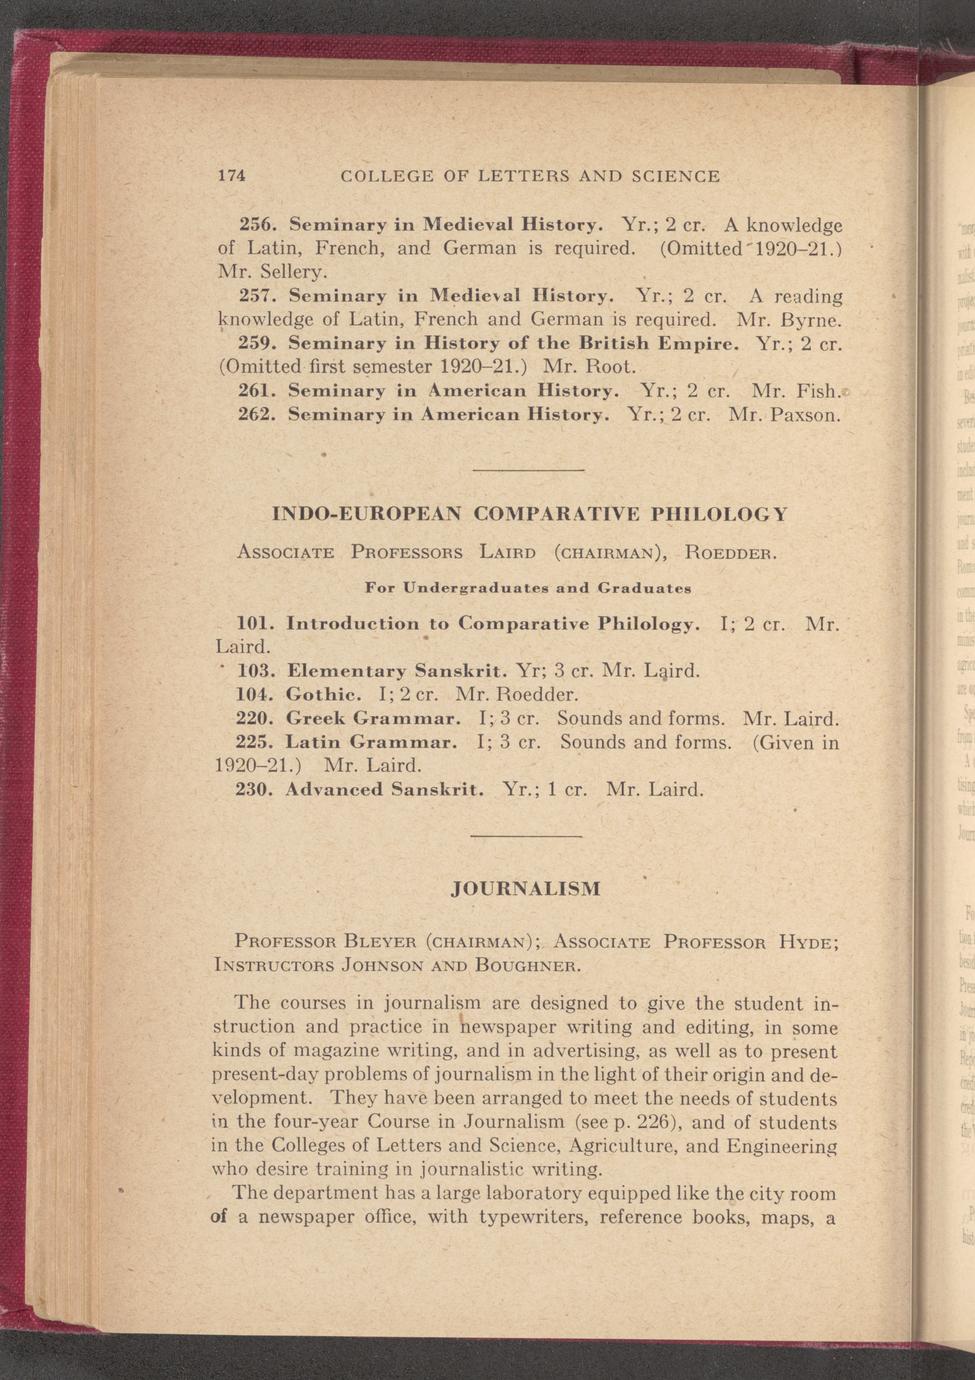 174 COLLEGE OF LETTERS AND SCIENCE
256. Seminary in Medieval History. Yr.; 2 cr. A knowledge
of Latin, French, and German is required. (Omitted 1920–21.)
Mr. Sellery.
257. Seminary in Medieval History. Yr.; 2 cr. A reading
knowledge of Latin, French and German is required. Mr. Byrne.
259. Seminary in History of the British Empire. Yr.; 2 cr.
(Omitted first semester 1920–21.) Mr. Root.
261. Seminary in American History. Yr.; 2 cr. Mr. Fish.
262. Seminary in American History. Yr.; 2 cr. Mr. Paxson.
INDO-EUROPEAN COMPARATIVE PHILOLOGY
ASSOCIATE PROFESSORS LAIRD (CHAIRMAN), ROEDDER.
For Undergraduates and Graduates
101. Introduction to Comparative Philology. I; 2 cr. Mr.
Laird.
103. Elementary Sanskrit. Yr; 3 cr. Mr. Laird.
104. Gothic. I; 2 cr. Mr. Roedder.
220. Greek Grammar. I; 3 cr. Sounds and forms. Mr. Laird.
225. Latin Grammar. I; 3 cr. Sounds and forms. (Given in
1920–21.) Mr. Laird.
230. Advanced Sanskrit. Yr.; 1 cr. Mr. Laird.
JOURNALISM
PROFESSOR BLEYER (CHAIRMAN); ASSOCIATE PROFESSOR HYDE;
INSTRUCTORS JOHNSON AND BOUGHNER.
The courses in journalism are designed to give the student in-
struction and practice in newspaper writing and editing, in some
kinds of magazine writing, and in advertising, as well as to present
present-day problems of journalism in the light of their origin and de-
velopment. They have been arranged to meet the needs of students
in the four-year Course in Journalism (see p. 226), and of students
in the Colleges of Letters and Science, Agriculture, and Engineering
who desire training in journalistic writing.
The department has a large laboratory equipped like the city room
of a newspaper office, with typewriters, reference books, maps, a